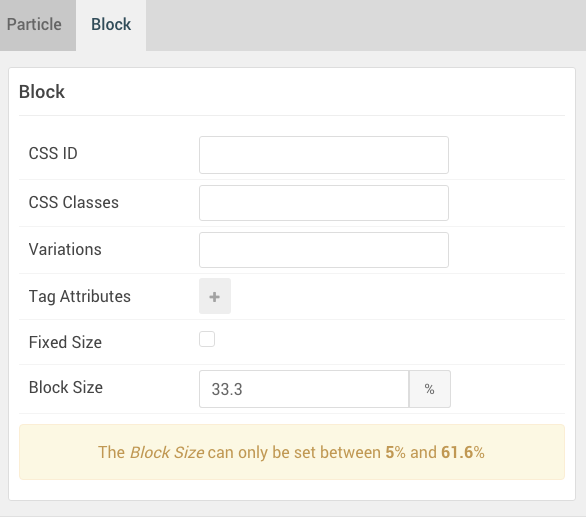 Particle Block
Block
CSS ID
CSS Classes
Variations
Tag Attributes +
Fixed Size
Block Size 33.3 %
The Block Size can only be set between 5% and 61.6%